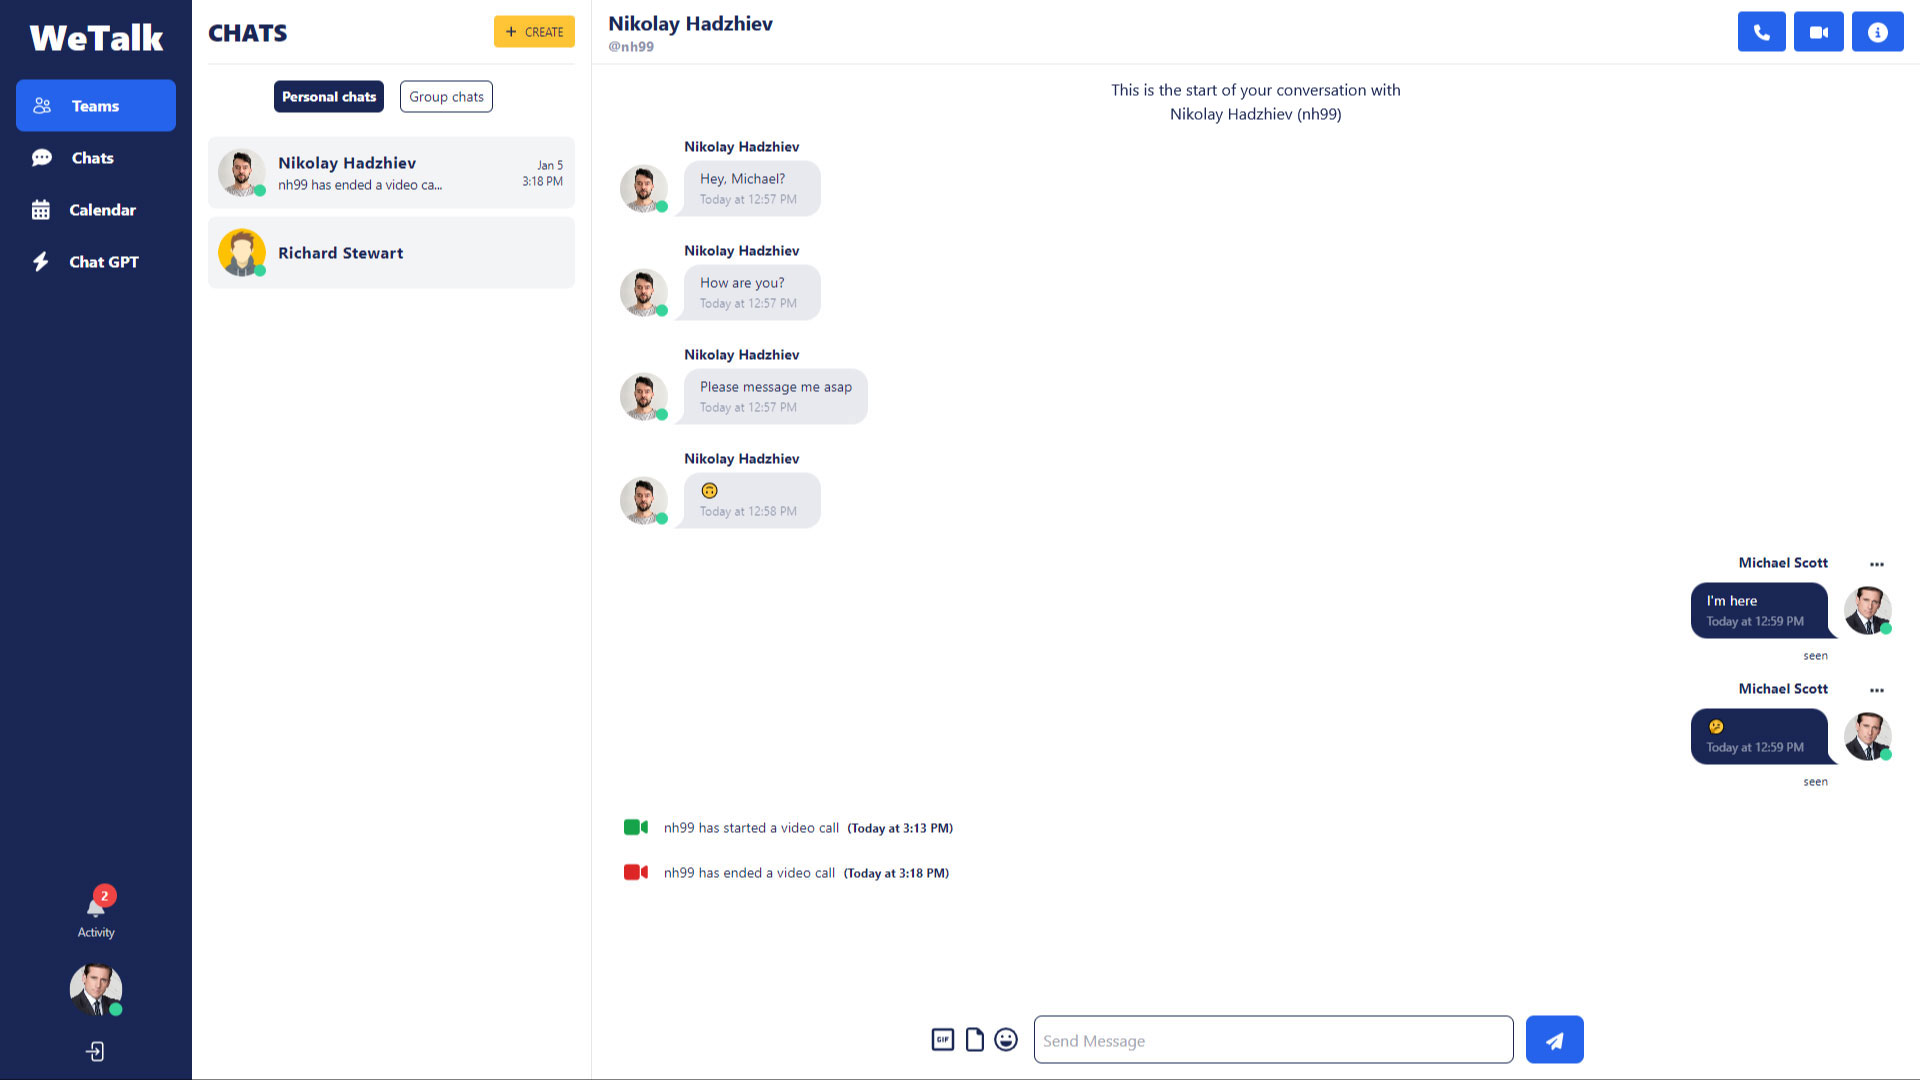 WeTalk
Teams
Chats
Calendar
Chat GPT
2
Activity
CHATS
+ CREATE
Personal chats
Group chats
Nikolay Hadzhiev
Jan 5
nh99 has ended a video ca...
3:18 PM
Richard Stewart
Nikolay Hadzhiev
@nh99
This is the start of your conversation with
Nikolay Hadzhiev (nh99)
Nikolay Hadzhiev
Hey, Michael?
Today at 12:57 PM
Nikolay Hadzhiev
How are you?
Today at 12:57 PM
Nikolay Hadzhiev
Please message me asap
Today at 12:57 PM
Nikolay Hadzhiev
🙃
Today at 12:58 PM
Michael Scott
I'm here
Today at 12:59 PM
seen
Michael Scott
🤔
Today at 12:59 PM
seen
nh99 has started a video call (Today at 3:13 PM)
nh99 has ended a video call (Today at 3:18 PM)
GIF
Send Message